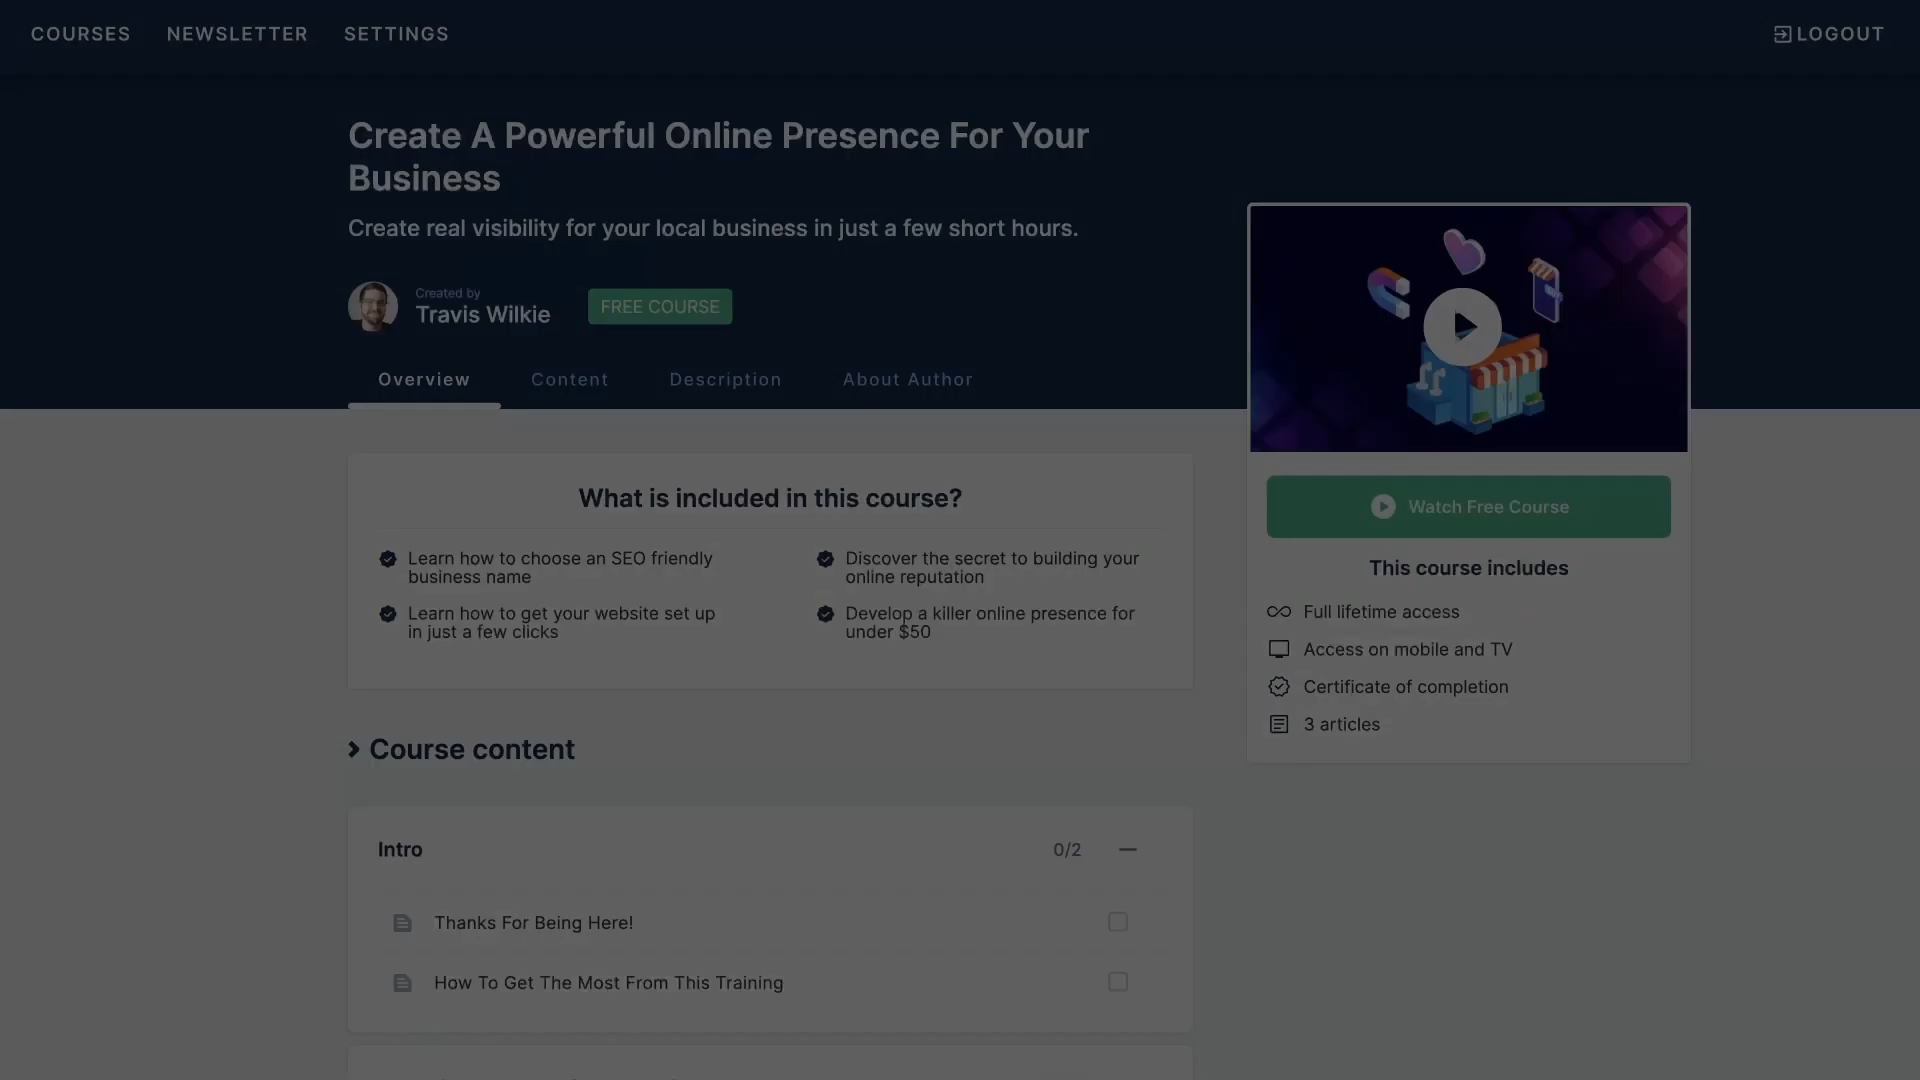 COURSES NEWSLETTER SETTINGS LOGOUT
Create A Powerful Online Presence For Your
Business
Create real visibility for your local business in just a few short hours.
Created by
Travis Wilkie
FREE COURSE
Overview Content Description About Author
What is included in this course?
Learn how to choose an SEO friendly
business name
Discover the secret to building your
online reputation
Learn how to get your website set up
in just a few clicks
Develop a killer online presence for
under $50
Watch Free Course
This course includes
Full lifetime access
Access on mobile and TV
Certificate of completion
3 articles
Course content
Intro 0/2
Thanks For Being Here!
How To Get The Most From This Training